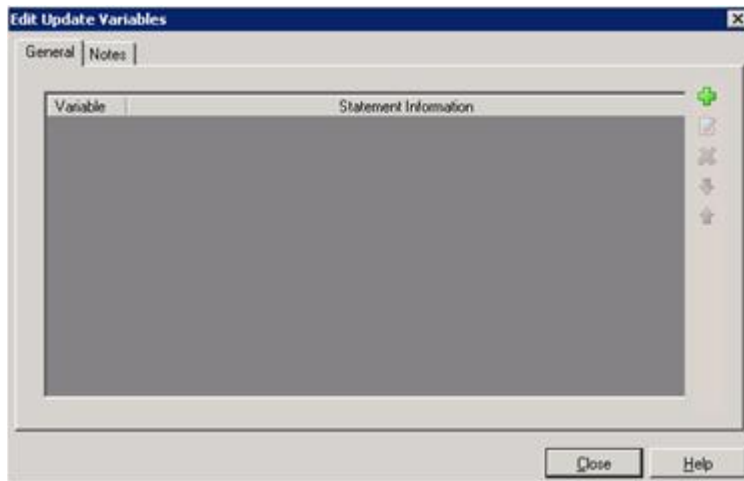 Edit Update Variables
General Notes
Variable Statement Information
Close Help